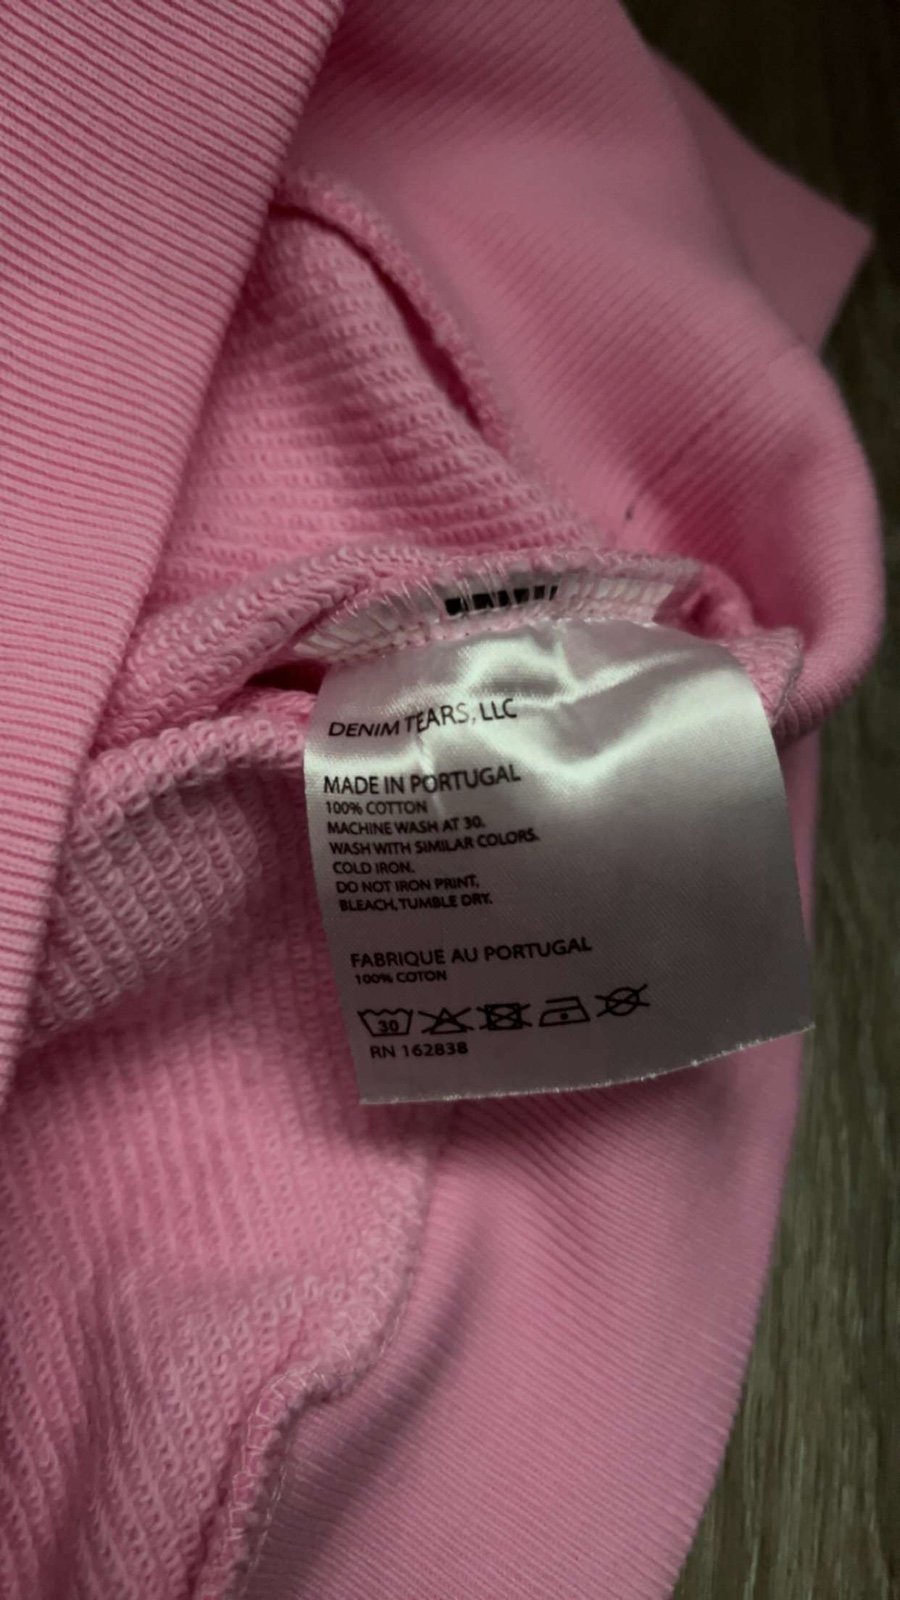 DENIM TEARS, LLC
MADE IN PORTUGAL
100% COTTON
MACHINE WASH AT 30.
WASH WITH SIMILAR COLORS.
COLD IRON.
DO NOT IRON PRINT,
BLEACH, TUMBLE DRY.
FABRIQUE AU PORTUGAL
100% COTON
30
RN 162838